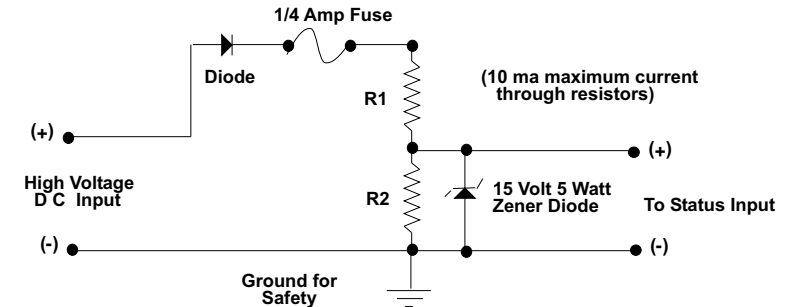 1/4 Amp Fuse
Diode
R1
(10 ma maximum current
through resistors)
(+)
(+)
High Voltage
D C Input
R2
15 Volt 5 Watt
Zener Diode
To Status Input
(-)
(-)
Ground for
Safety